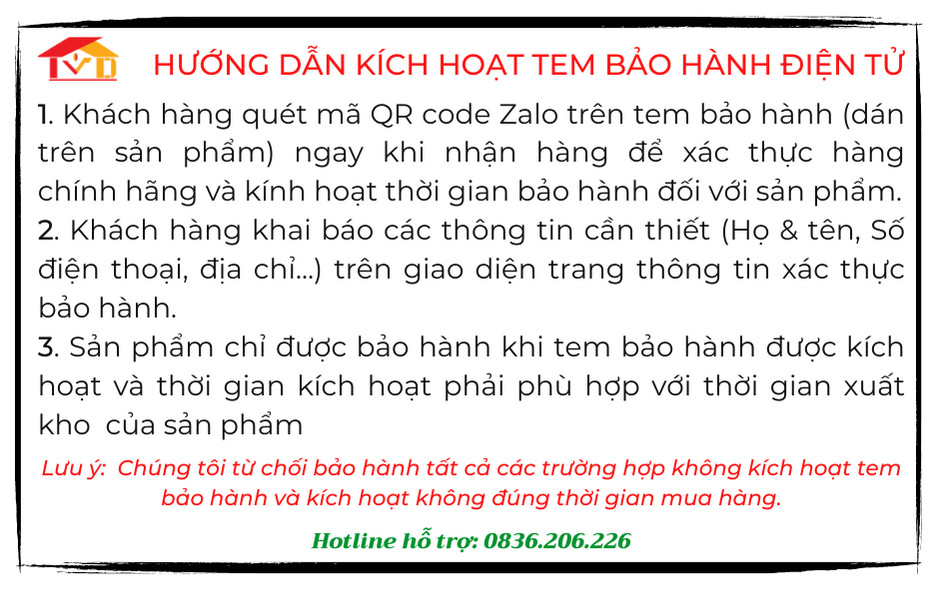 HƯỚNG DẪN KÍCH HOẠT TEM BẢO HÀNH ĐIỆN TỬ
1. Khách hàng quét mã QR code Zalo trên tem bảo hành (dán
trên sản phẩm) ngay khi nhận hàng để xác thực hàng
chính hãng và kính hoạt thời gian bảo hành đối với sản phẩm.
2. Khách hàng khai báo các thông tin cần thiết (Họ & tên, Số
điện thoại, địa chỉ...) trên giao diện trang thông tin xác thực
bảo hành.
3. Sản phẩm chỉ được bảo hành khi tem bảo hành được kích
hoạt và thời gian kích hoạt phải phù hợp với thời gian xuất
kho của sản phẩm
Lưu ý: Chúng tôi từ chối bảo hành tất cả các trường hợp không kích hoạt tem
bảo hành và kích hoạt không đúng thời gian mua hàng.
Hotline hỗ trợ: 0836.206.226